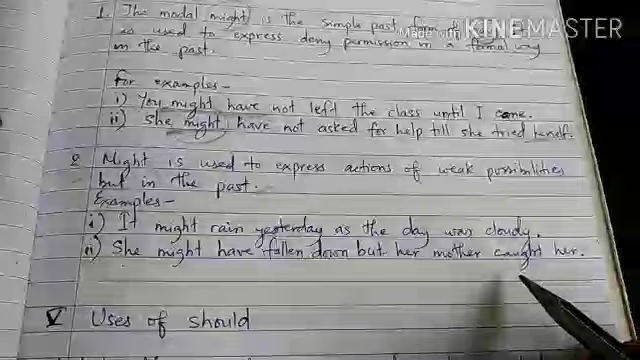 1. The modal might is the simple past form of
is used to express deny permission in a formal way
in the past.
For examples-
i) You might have not left the class until I came.
ii) She might have not asked for help till she tried herself.
2 Might is used to express actions of weak possibilities
but in the past.
Examples-
i) It might rain yesterday as the day was cloudy.
ii) She might have fallen down but her mother caught her.
V Uses of should
Made with KINEMASTER